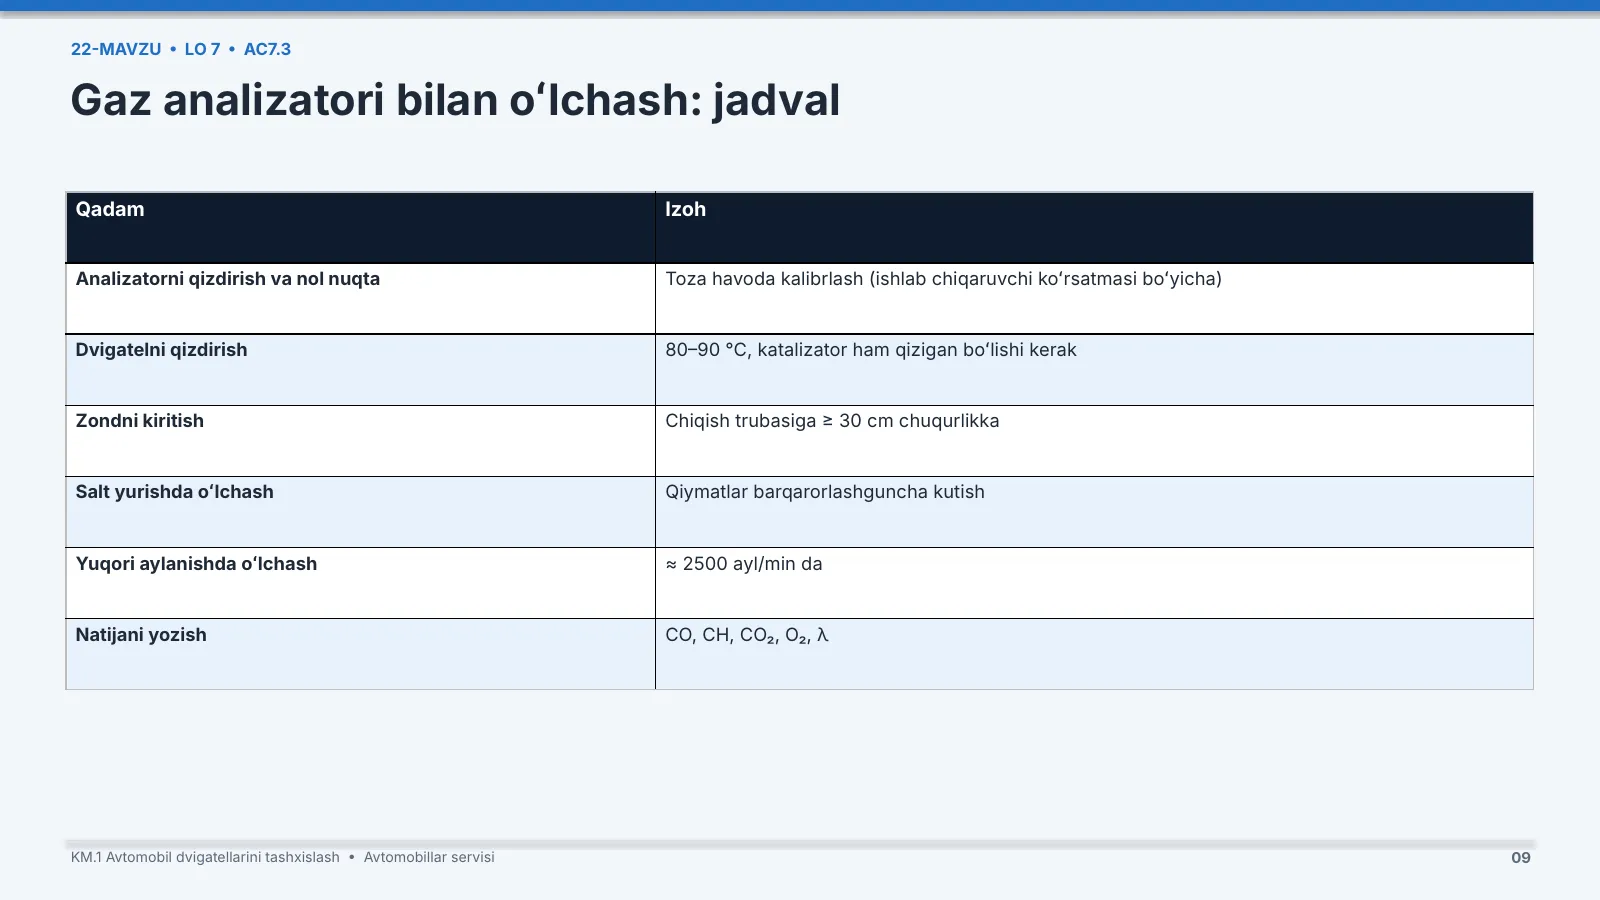 22-MAVZU • LO 7 • AC7.3
Gaz analizatori bilan oʻlchash: jadval
Qadam
Izoh
Analizatorni qizdirish va nol nuqta
Toza havoda kalibrlash (ishlab chiqaruvchi koʻrsatmasi boʻyicha)
Dvigatelni qizdirish
80–90 °C, katalizator ham qizigan boʻlishi kerak
Zondni kiritish
Chiqish trubasiga ≥ 30 cm chuqurlikka
Salt yurishda oʻlchash
Qiymatlar barqarorlashguncha kutish
Yuqori aylanishda oʻlchash
≈ 2500 ayl/min da
Natijani yozish
CO, CH, CO₂, O₂, λ
KM.1 Avtomobil dvigatellarini tashxislash • Avtomobillar servisi
09